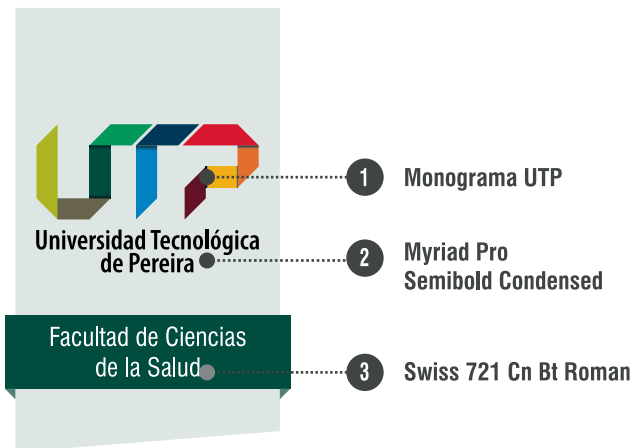 UTP
Universidad Tecnológica
de Pereira
Facultad de Ciencias
de la Salud
1 Monograma UTP
2 Myriad Pro
Semibold Condensed
3 Swiss 721 Cn Bt Roman